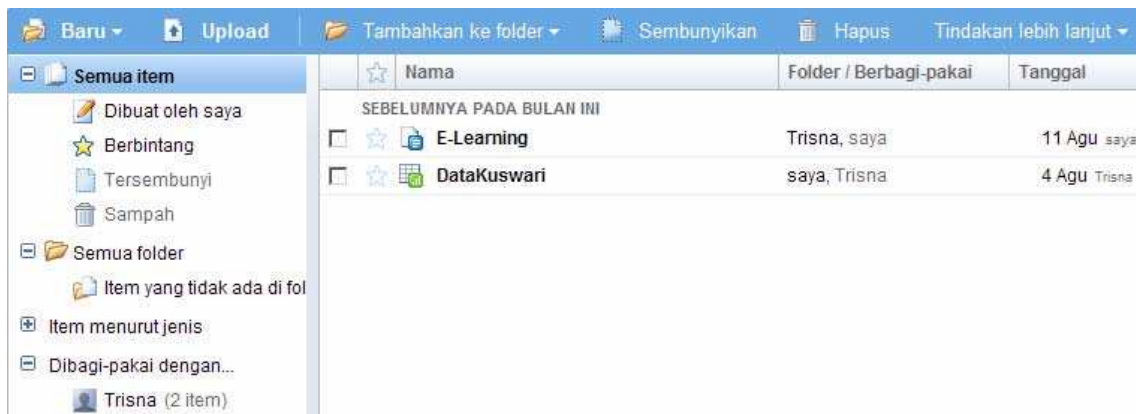 Baru Upload Tambahkan ke folder Sembunyikan Hapus Tindakan lebih lanjut
Semua item
Dibuat oleh saya
Berbintang
Tersembunyi
Sampah
Semua folder
Item yang tidak ada di fol
Item menurut jenis
Dibagi-pakai dengan...
Trisna (2 item)
Nama Folder / Berbagi-pakai Tanggal
SEBELUMNYA PADA BULAN INI
E-Learning Trisna, saya 11 Agu saya
DataKuswari saya, Trisna 4 Agu Trisna